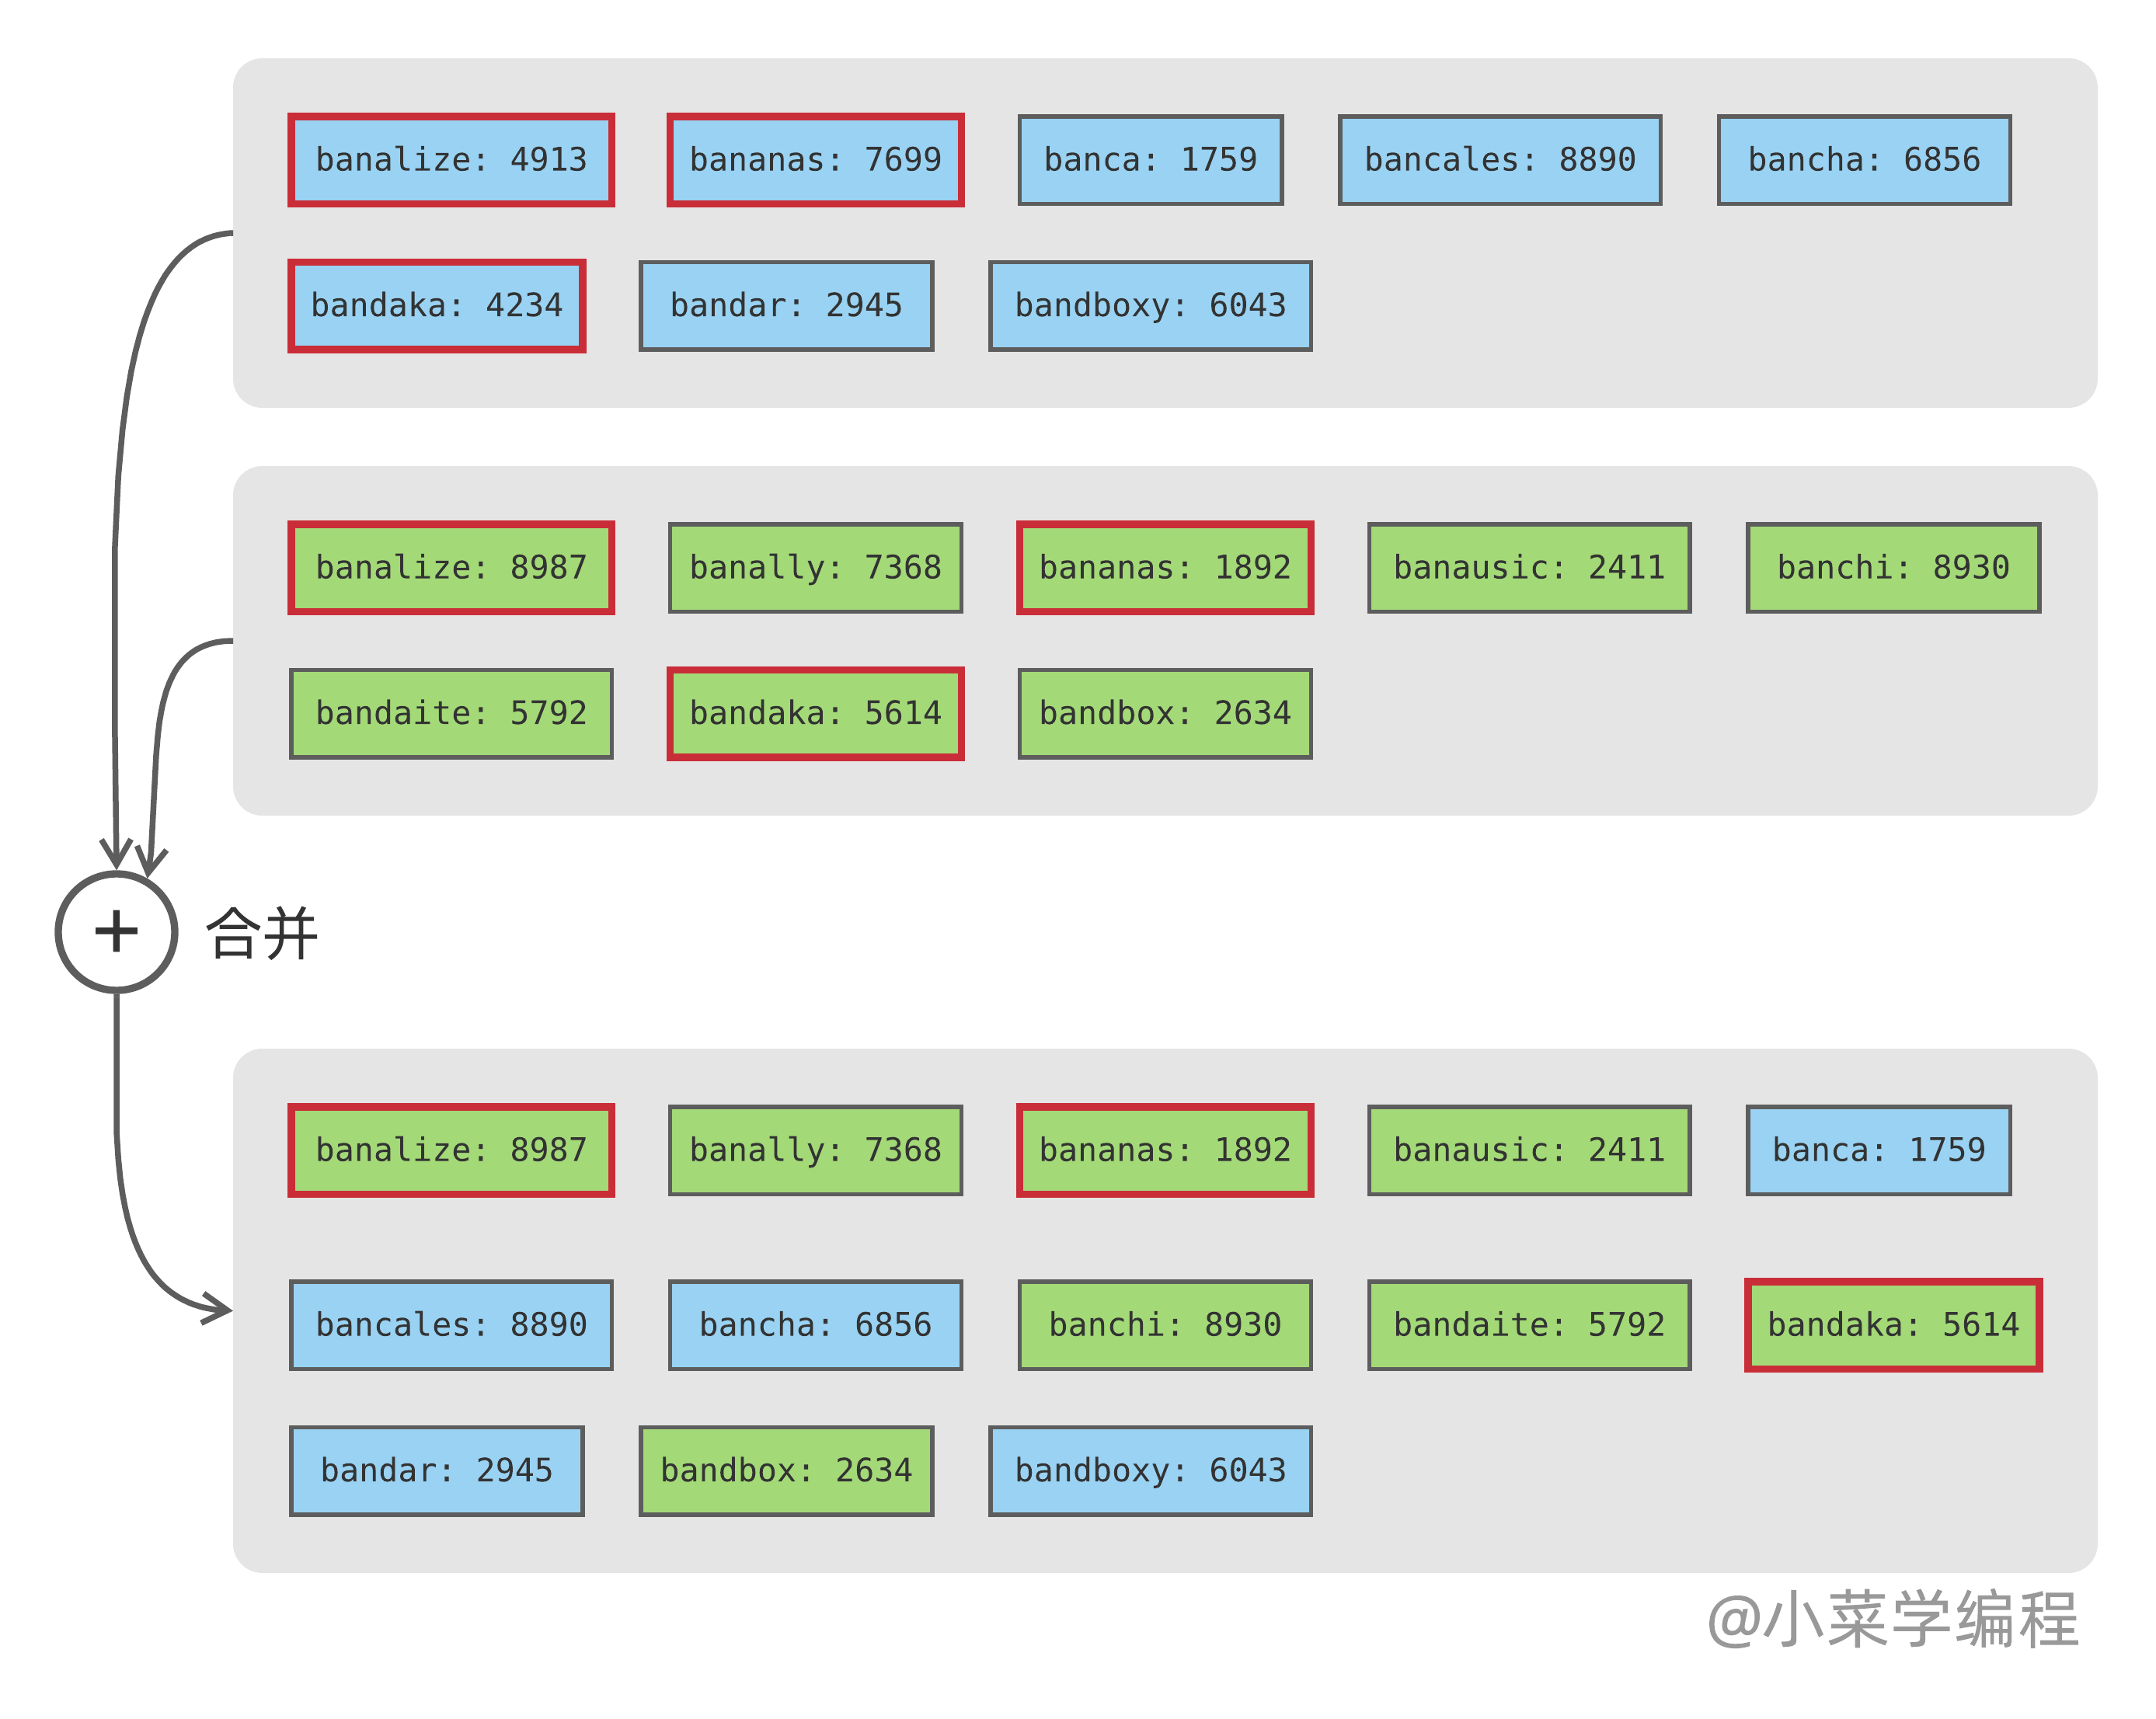 banalize: 4913 bananas: 7699 banca: 1759 bancales: 8890 bancha: 6856
bandaka: 4234 bandar: 2945 bandboxy: 6043
banalize: 8987 banally: 7368 bananas: 1892 banausic: 2411 banchi: 8930
bandaite: 5792 bandaka: 5614 bandbox: 2634
+ 合并
banalize: 8987 banally: 7368 bananas: 1892 banausic: 2411 banca: 1759
bancales: 8890 bancha: 6856 banchi: 8930 bandaite: 5792 bandaka: 5614
bandar: 2945 bandbox: 2634 bandboxy: 6043
@小菜学编程